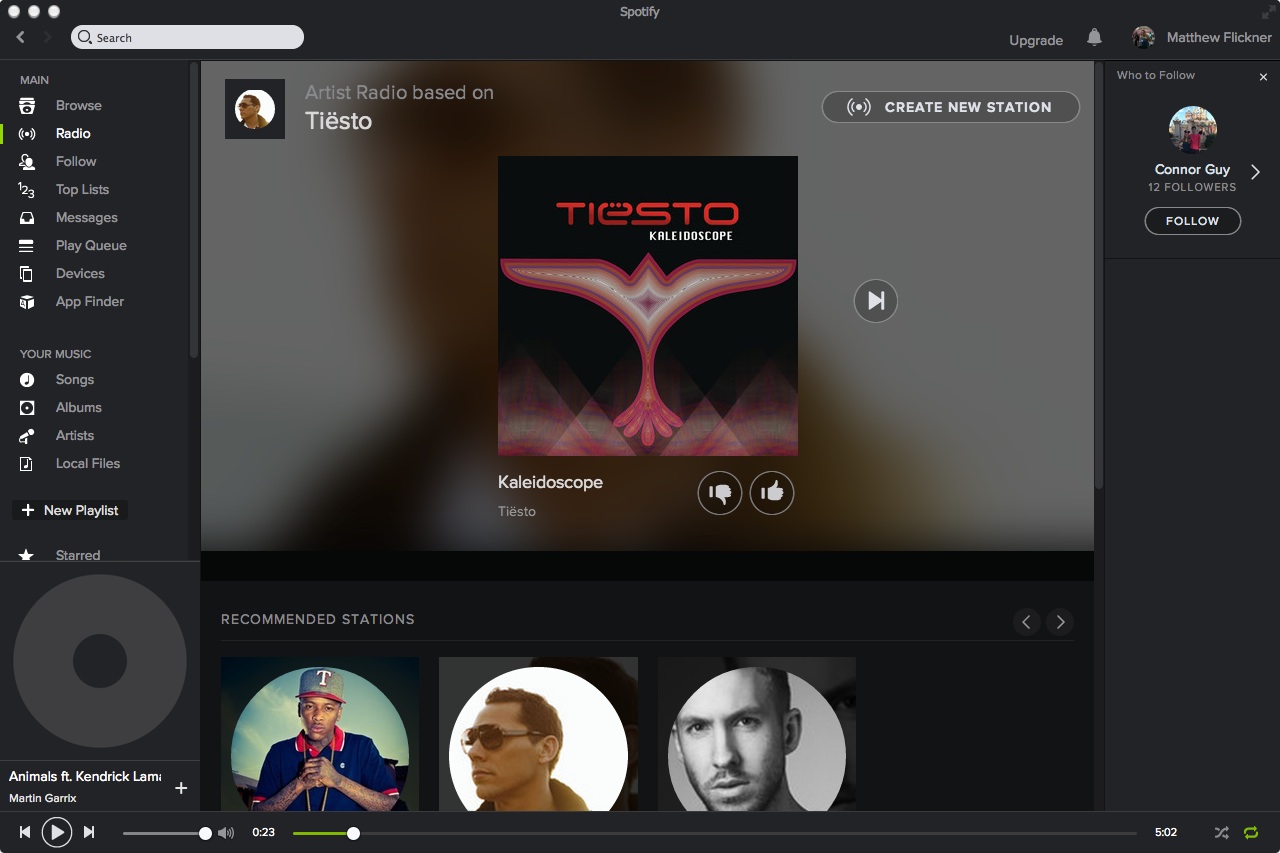 Spotify
Search
Upgrade
Matthew Flickner
MAIN
Browse
Radio
Follow
Top Lists
Messages
Play Queue
Devices
App Finder
YOUR MUSIC
Songs
Albums
Artists
Local Files
New Playlist
Starred
Animals ft. Kendrick Lama
Martin Garrix
Artist Radio based on
Tiësto
CREATE NEW STATION
TIËSTO
KALEIDOSCOPE
Kaleidoscope
Tiësto
RECOMMENDED STATIONS
T
Who to Follow
Connor Guy
12 FOLLOWERS
FOLLOW
0:23
5:02